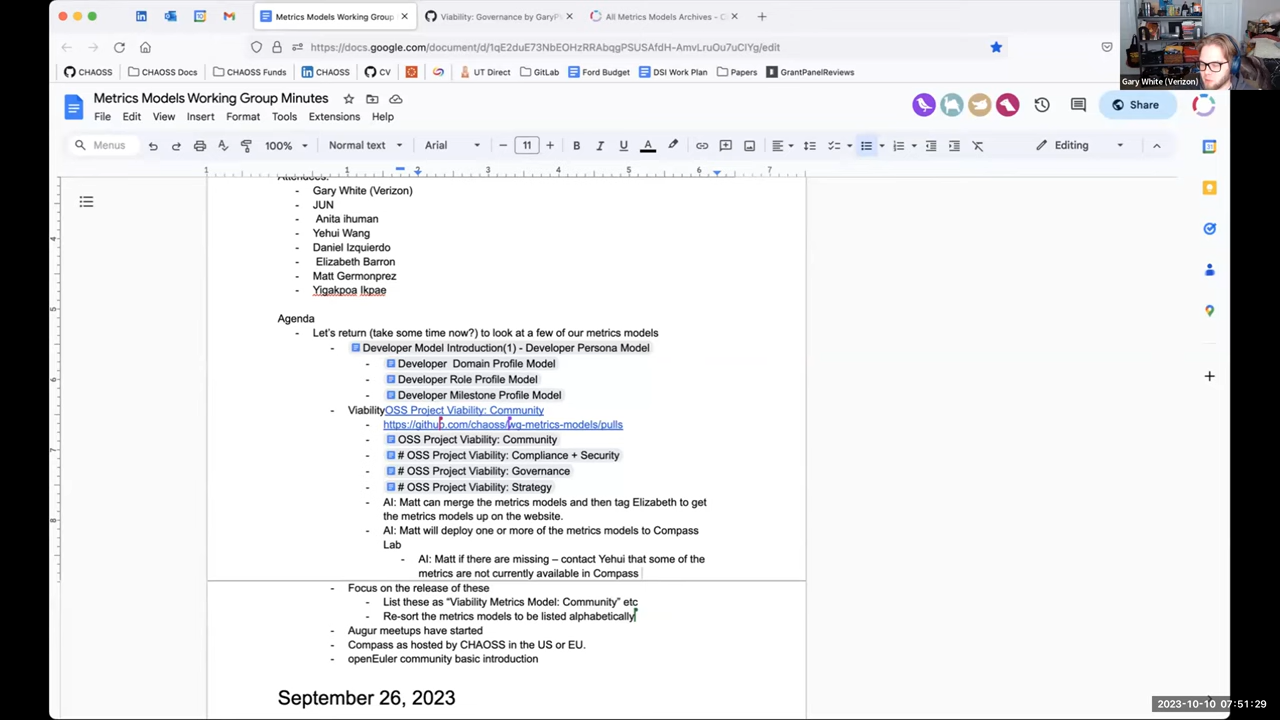 Metrics Models Working Group
Viability: Governance by GaryP
All Metrics Models Archives - C
https://docs.google.com/document/d/1qE2duE73NbEOHzRRAbqgPSUSAfdH-AmvLruOu7uCIYg/edit
CHAOSS
CHAOSS Docs
CHAOSS Funds
CHAOSS
CV
UT Direct
GitLab
Ford Budget
DSI Work Plan
Papers
GrantPanelReviews
Gary White (Verizon)
Metrics Models Working Group Minutes
File Edit View Insert Format Tools Extensions Help
Share
Menus
100%
Normal text
Arial
11
Editing
1 1 2 3 4 5 6 7
Attendees:
- Gary White (Verizon)
- JUN
- Anita ihuman
- Yehui Wang
- Daniel Izquierdo
- Elizabeth Barron
- Matt Germonprez
- Yigakpoa Ikpae
Agenda
- Let's return (take some time now?) to look at a few of our metrics models
- Developer Model Introduction(1) - Developer Persona Model
- Developer Domain Profile Model
- Developer Role Profile Model
- Developer Milestone Profile Model
- ViabilityOSS Project Viability: Community
- https://github.com/chaoss/wg-metrics-models/pulls
- OSS Project Viability: Community
- # OSS Project Viability: Compliance + Security
- # OSS Project Viability: Governance
- # OSS Project Viability: Strategy
- AI: Matt can merge the metrics models and then tag Elizabeth to get
the metrics models up on the website.
- AI: Matt will deploy one or more of the metrics models to Compass
Lab
- AI: Matt if there are missing – contact Yehui that some of the
metrics are not currently available in Compass
- Focus on the release of these
- List these as “Viability Metrics Model: Community” etc
- Re-sort the metrics models to be listed alphabetically
- Augur meetups have started
- Compass as hosted by CHAOSS in the US or EU.
- openEuler community basic introduction
September 26, 2023
2023-10-10 07:51:29